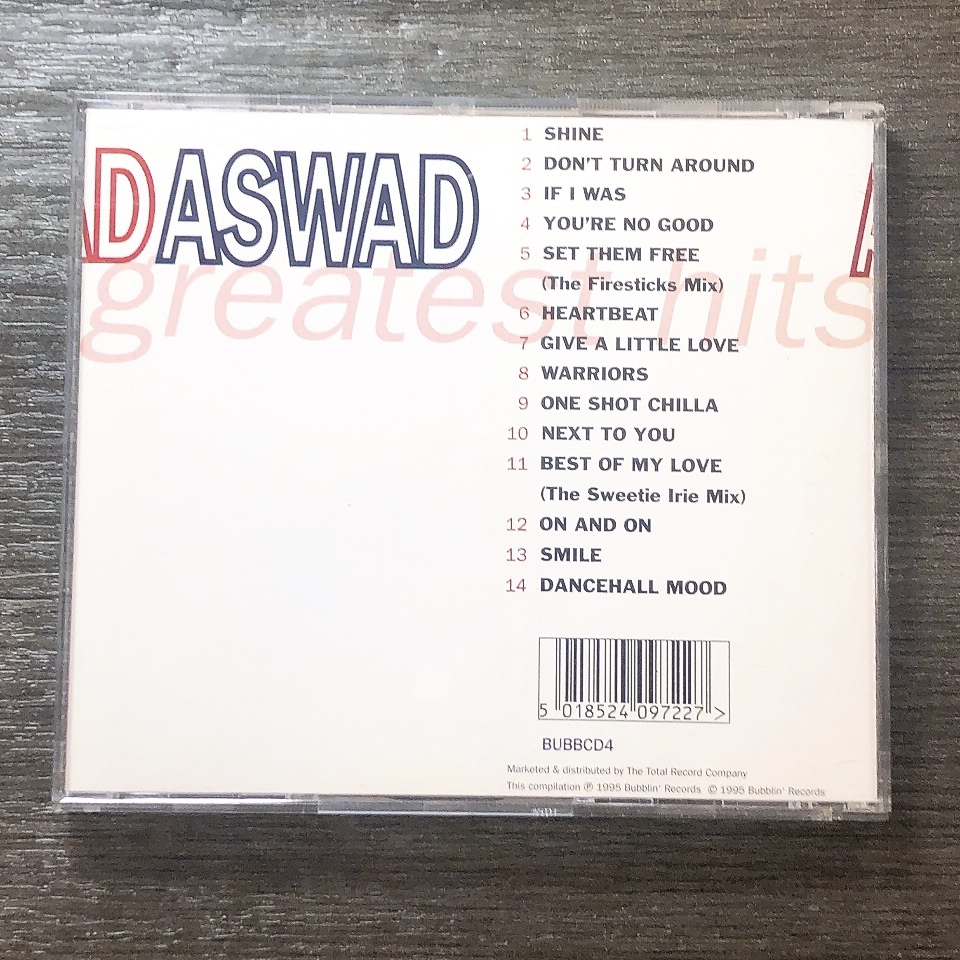 D ASWAD A
greatest hits
1 SHINE
2 DON'T TURN AROUND
3 IF I WAS
4 YOU'RE NO GOOD
5 SET THEM FREE
(The Firesticks Mix)
6 HEARTBEAT
7 GIVE A LITTLE LOVE
8 WARRIORS
9 ONE SHOT CHILLA
10 NEXT TO YOU
11 BEST OF MY LOVE
(The Sweetie Irie Mix)
12 ON AND ON
13 SMILE
14 DANCEHALL MOOD
5 018524 097227 >
BUBBCD4
Marketed & distributed by The Total Record Company
This compilation ℗ 1995 Bubblin' Records © 1995 Bubblin' Records